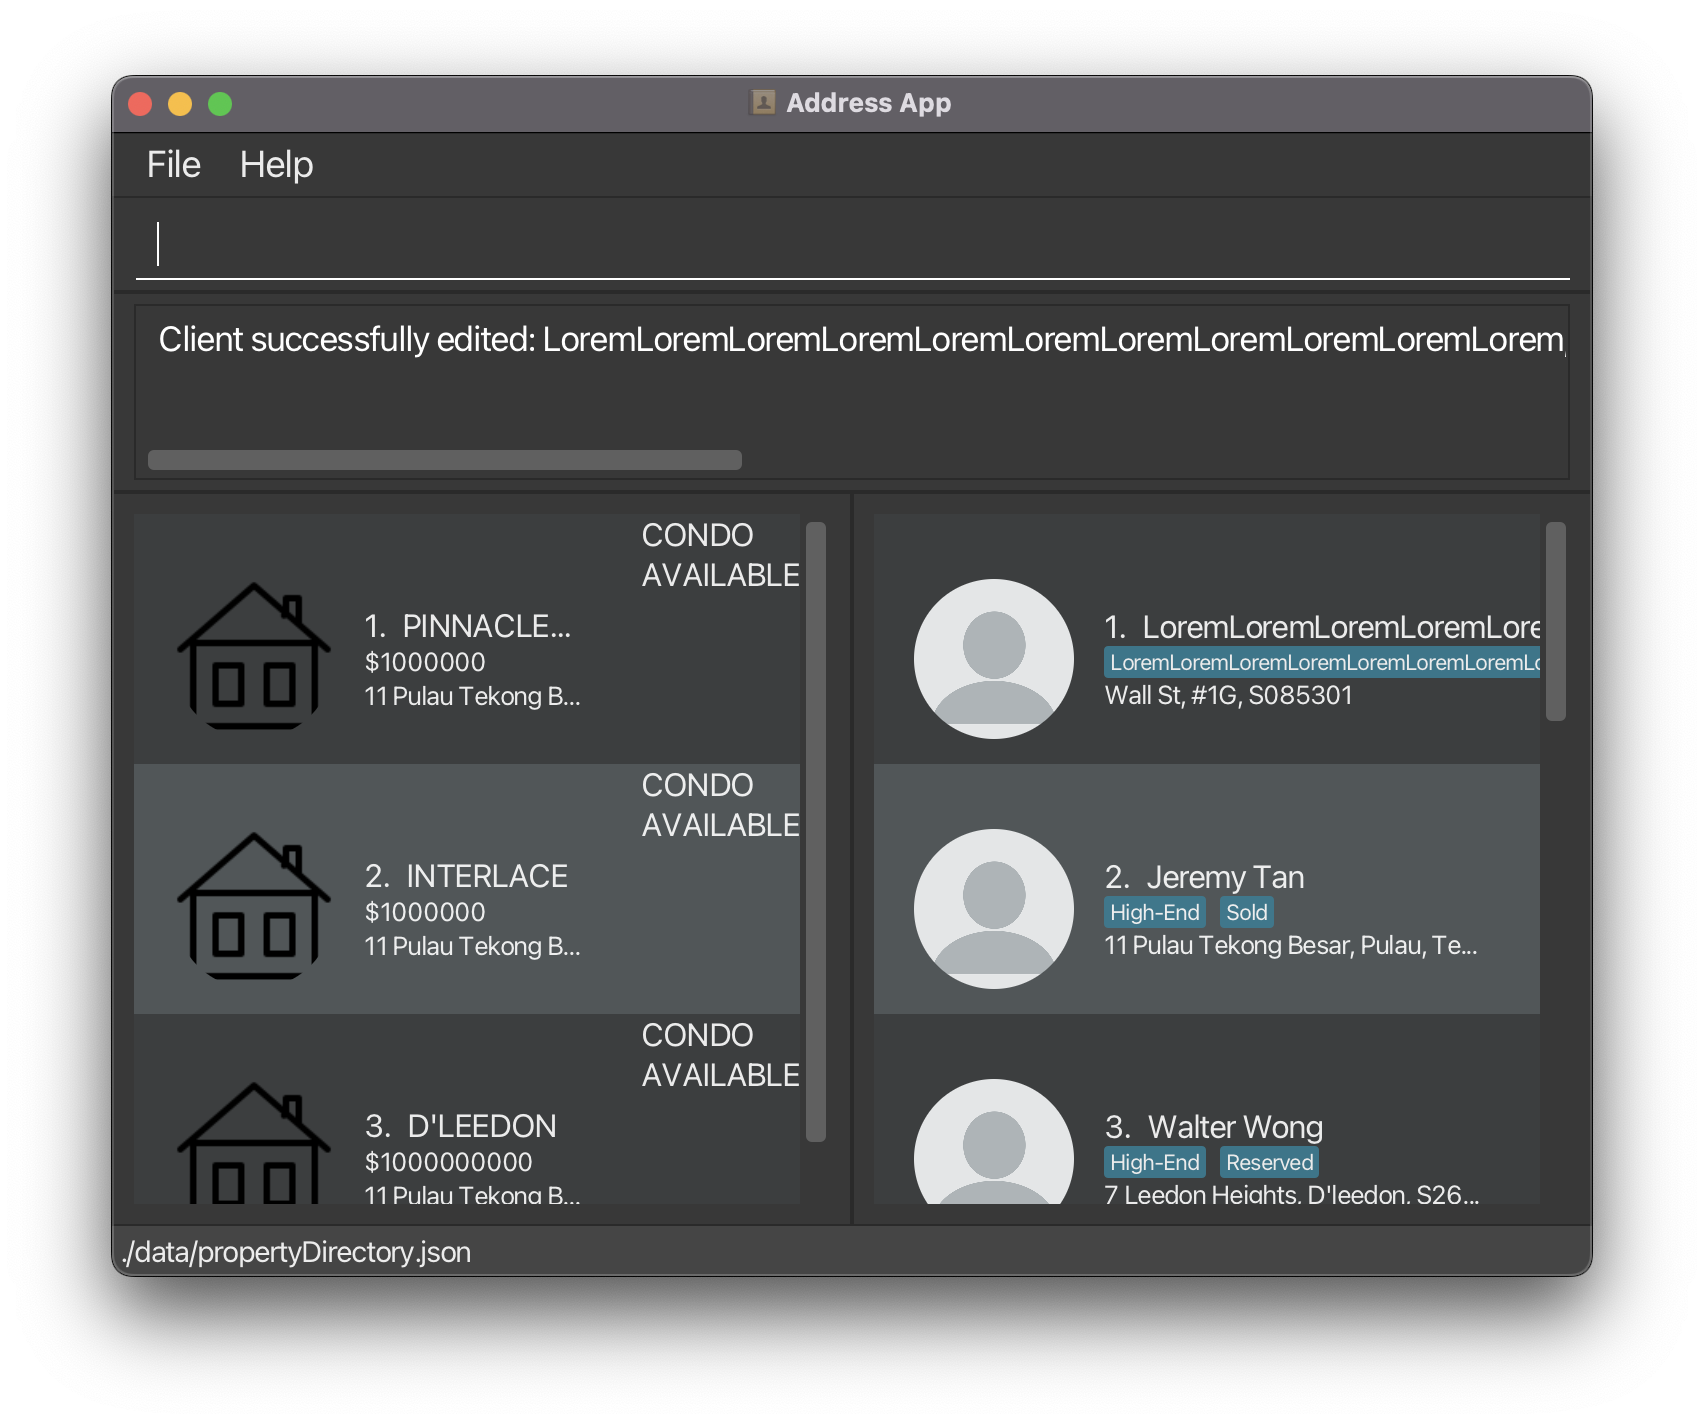 Address App
File Help
Client successfully edited: LoremLoremLoremLoremLoremLoremLoremLoremLoremLoremLorem,
CONDO
AVAILABLE
1. PINNACLE...
$1000000
11 Pulau Tekong B...
CONDO
AVAILABLE
2. INTERLACE
$1000000
11 Pulau Tekong B...
CONDO
AVAILABLE
3. D'LEEDON
$1000000000
11 Pulau Tekong B...
1. LoremLoremLoremLoremLore
LoremLoremLoremLoremLoremLoremLoremLo
Wall St, #1G, S085301
2. Jeremy Tan
High-End Sold
11 Pulau Tekong Besar, Pulau, Te...
3. Walter Wong
High-End Reserved
7 Leedon Heights, D'leedon, S26...
./data/propertyDirectory.json